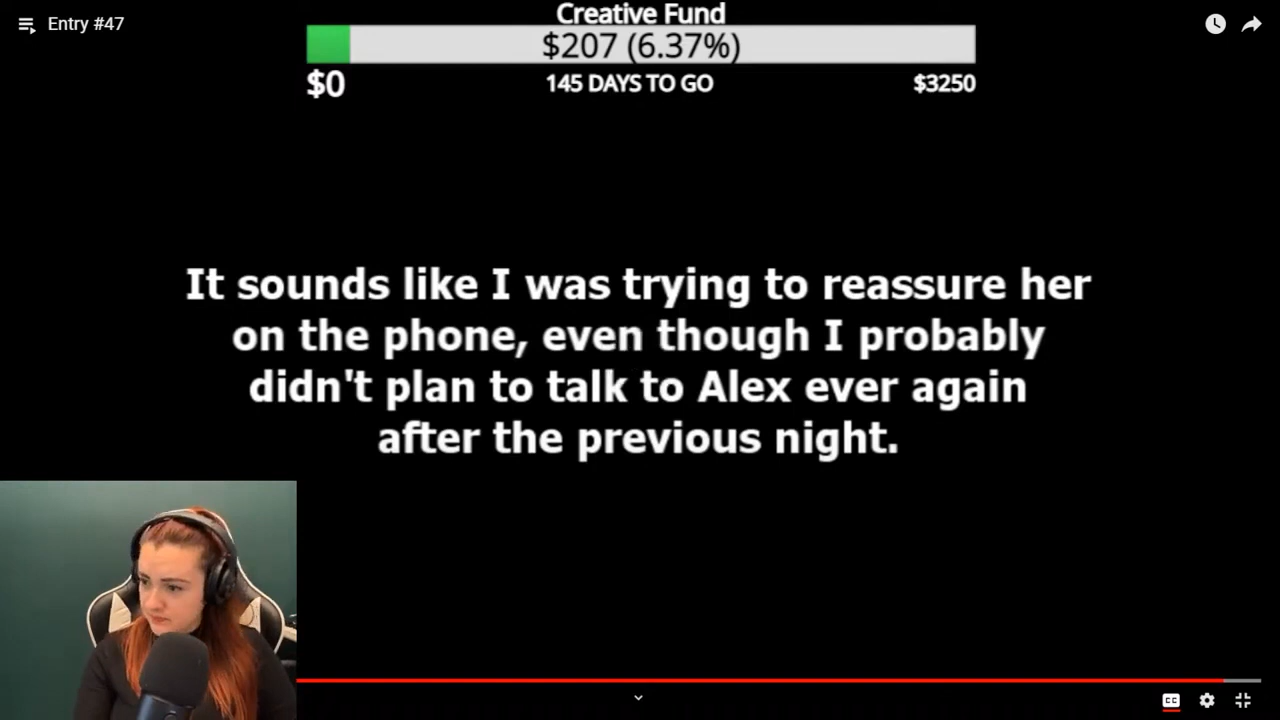 Entry #47
Creative Fund
$207 (6.37%)
$0
145 DAYS TO GO
$3250
It sounds like I was trying to reassure her
on the phone, even though I probably
didn't plan to talk to Alex ever again
after the previous night.
CC